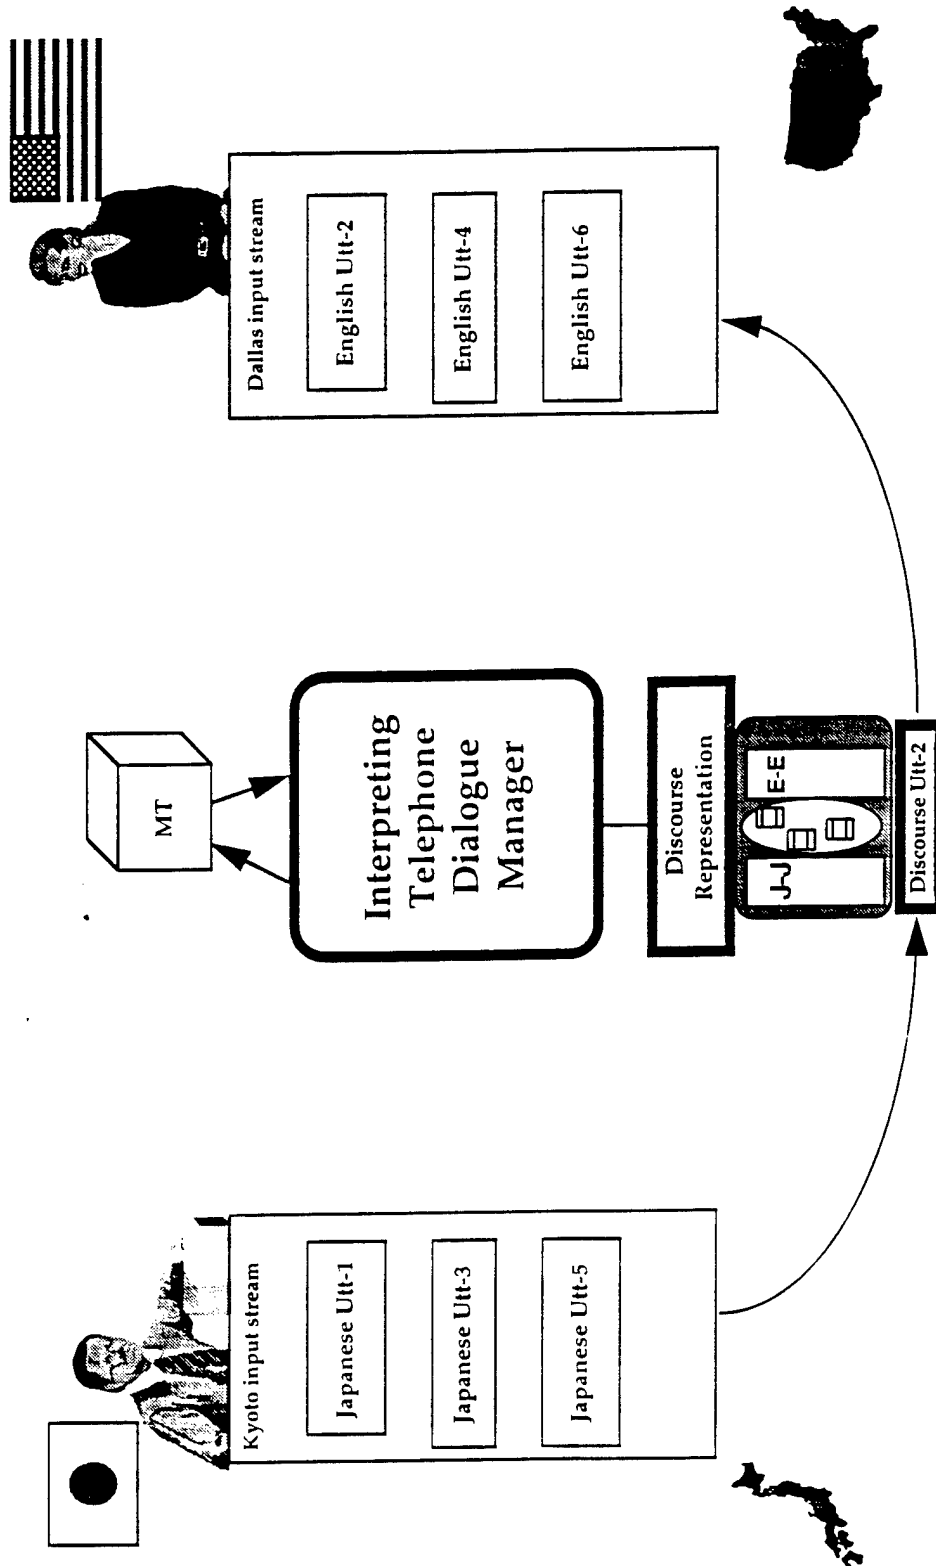 Kyoto input stream
Japanese Utt-1
Japanese Utt-3
Japanese Utt-5
MT
Interpreting
Telephone
Dialogue
Manager
Discourse
Representation
J-J
E-E
Discourse Utt-2
Dallas input stream
English Utt-2
English Utt-4
English Utt-6